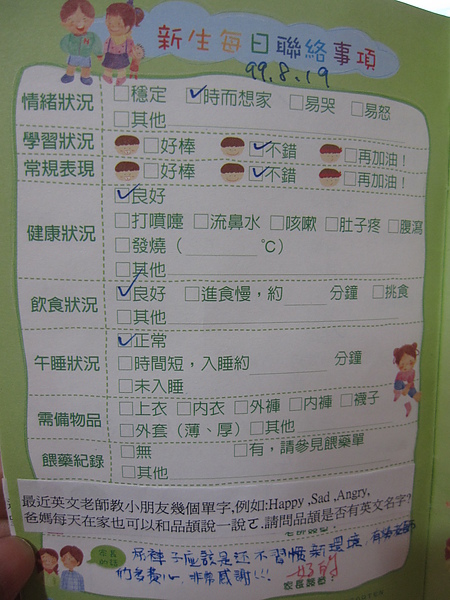 新生每日聯絡事項
99.8.19
情緒狀況 □穩定 ☑時而想家 □易哭 □易怒
□其他
學習狀況 □好棒 ☑不錯 □再加油！
常規表現 □好棒 ☑不錯 □再加油！
☑良好
健康狀況 □打噴嚏 □流鼻水 □咳嗽 □肚子疼 □腹瀉
□發燒（ ℃）
□其他
飲食狀況 ☑良好 □進食慢，約 分鐘 □挑食
□其他
☑正常
午睡狀況 □時間短，入睡約 分鐘
□未入睡
需備物品 □上衣 □內衣 □外褲 □內褲 □襪子
□外套（薄、厚）□其他
餵藥紀錄 □無 □有，請參見餵藥單
□其他
最近英文老師教小朋友幾個單字,例如:Happy ,Sad ,Angry,
爸媽每天在家也可以和品頡說一說ㄛ.請問品頡是否有英文名字?
尿褲子應該是還不習慣新環境,有勞老師
們多費心,非常感謝!!!